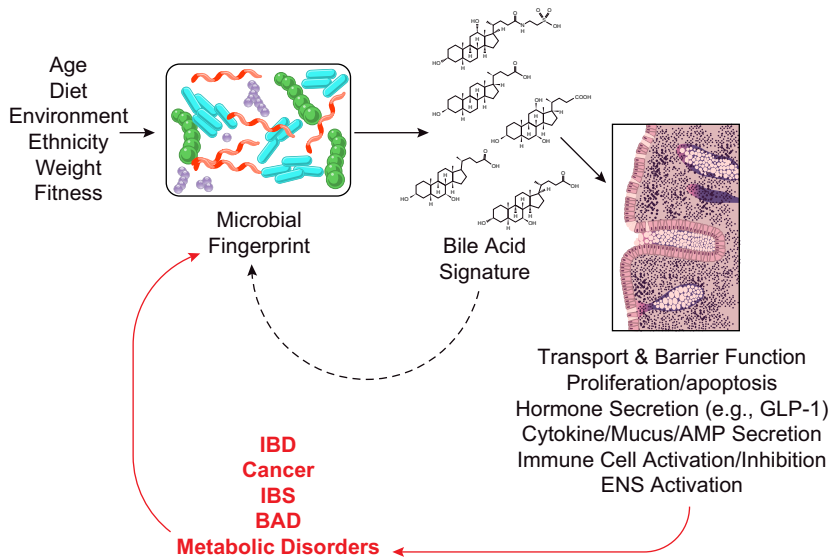 Age
Diet
Environment
Ethnicity
Weight
Fitness
Microbial
Fingerprint
Bile Acid
Signature
Transport & Barrier Function
Proliferation/apoptosis
Hormone Secretion (e.g., GLP-1)
Cytokine/Mucus/AMP Secretion
Immune Cell Activation/Inhibition
ENS Activation
IBD
Cancer
IBS
BAD
Metabolic Disorders